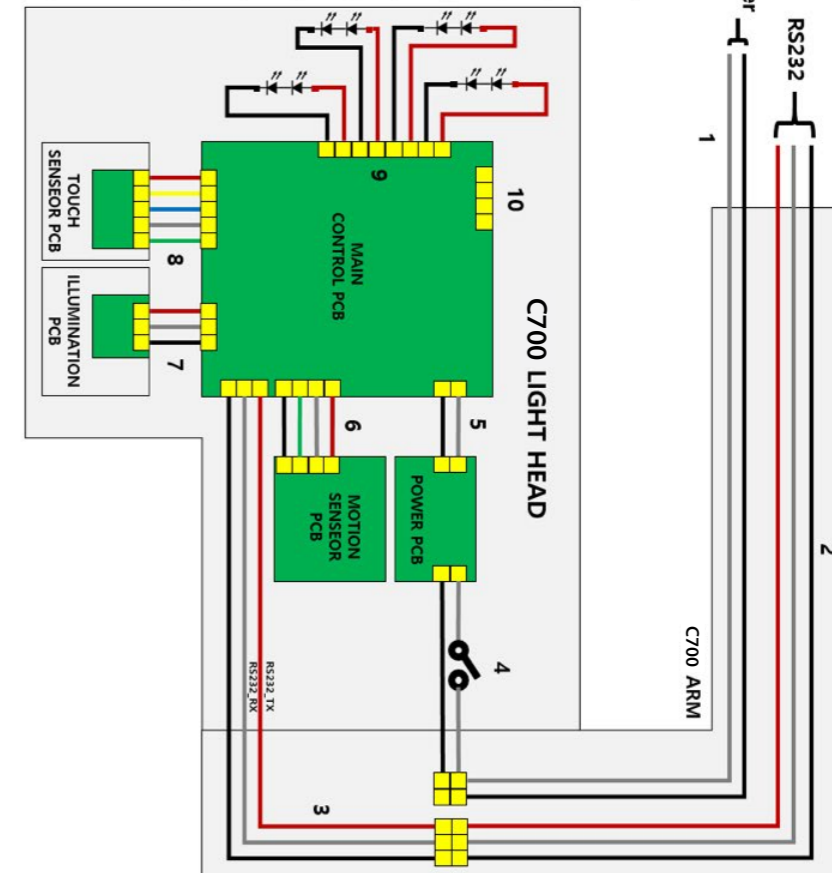 er
RS232
1
2
C700 ARM
C700 LIGHT HEAD
10
9
MAIN
CONTROL PCB
TOUCH
SENSEOR PCB
8
ILLUMINATION
PCB
7
6
5
MOTION
SENSEOR
PCB
POWER PCB
4
RS232_TX
RS232_RX
3